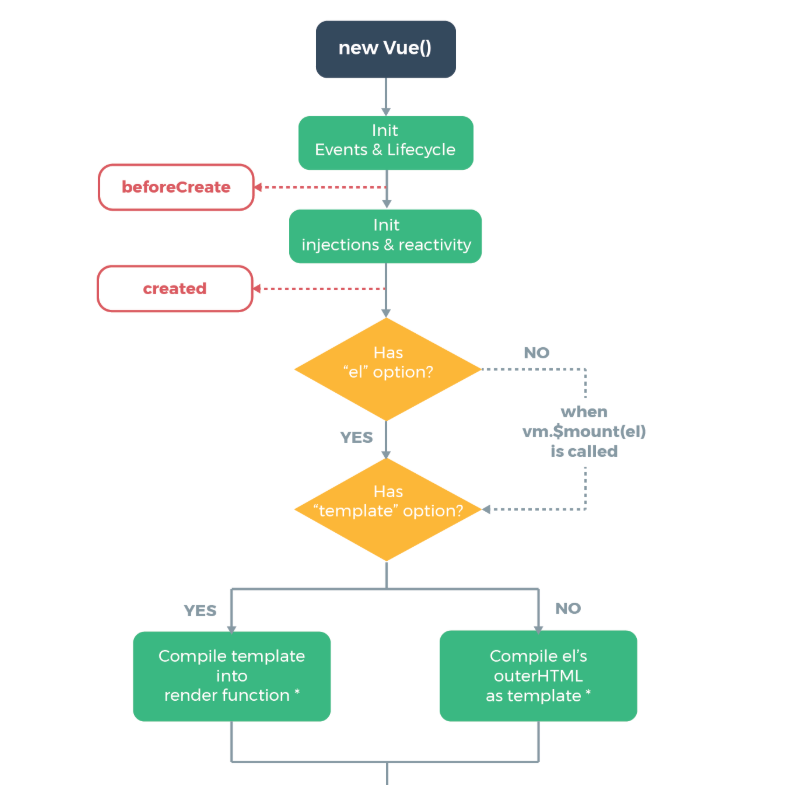 new Vue()
Init
Events & Lifecycle
beforeCreate
Init
injections & reactivity
created
Has
“el” option?
NO
when
vm.$mount(el)
is called
YES
Has
“template” option?
YES
NO
Compile template
into
render function *
Compile el’s
outerHTML
as template *